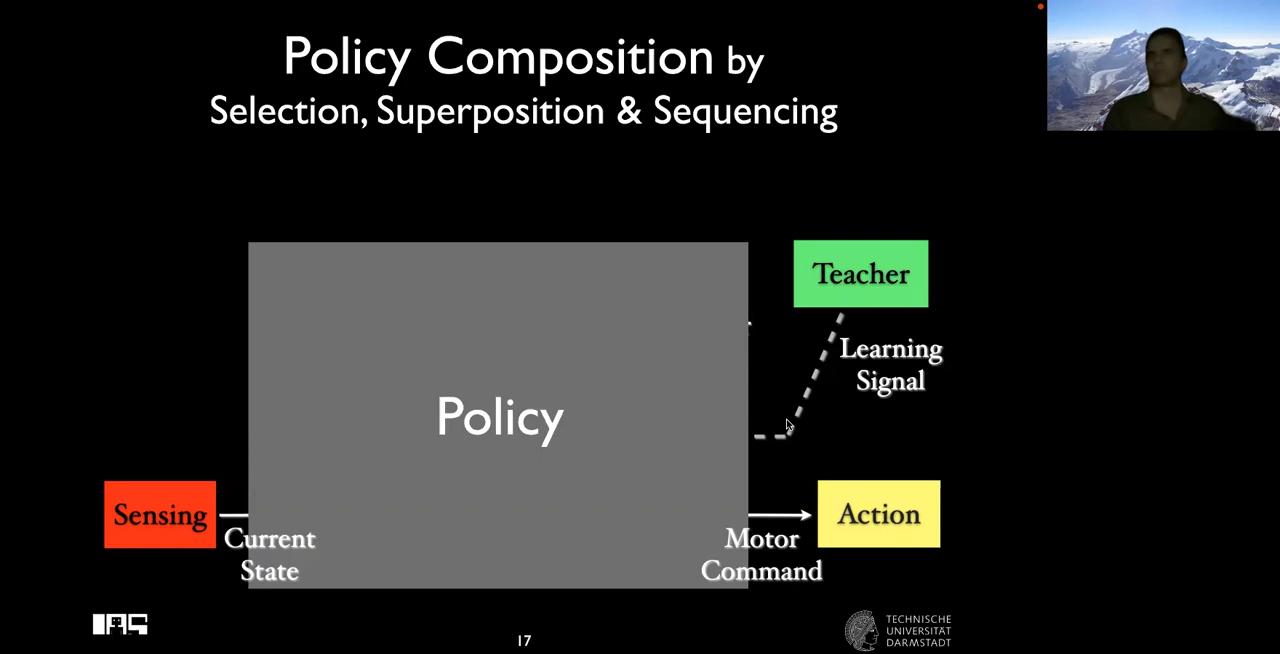 Policy Composition by
Selection, Superposition & Sequencing
Teacher
Learning
Signal
Policy
Sensing
Action
Current
State
Motor
Command
IAS
TECHNISCHE
UNIVERSITÄT
DARMSTADT
17